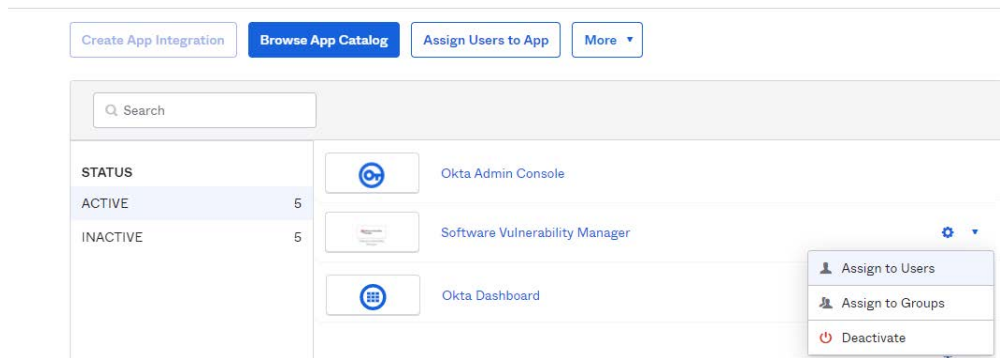 Create App Integration Browse App Catalog Assign Users to App More
Search
STATUS
ACTIVE 5
INACTIVE 5
Okta Admin Console
Software Vulnerability Manager
Okta Dashboard
Assign to Users
Assign to Groups
Deactivate